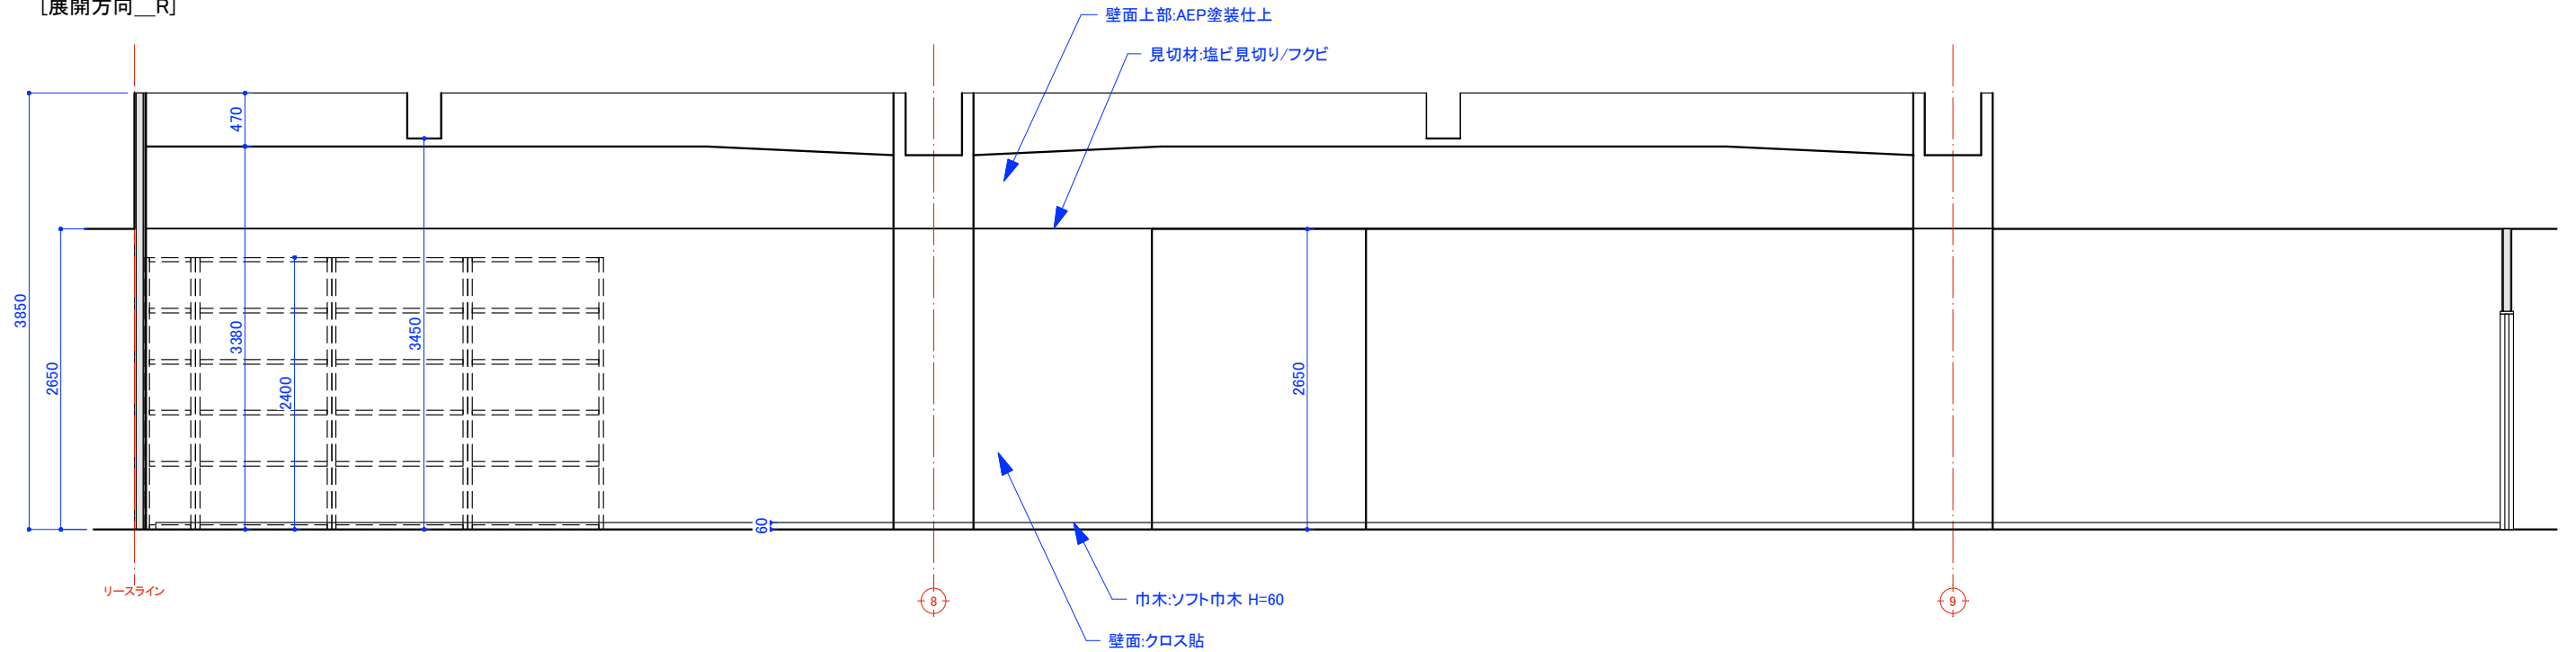 [展開方向__R]
壁面上部:AEP塗装仕上
見切材:塩ビ見切り/フクビ
470
3850
2650
3380
2400
3450
2650
60
リースライン
8
9
巾木:ソフト巾木 H=60
壁面:クロス貼